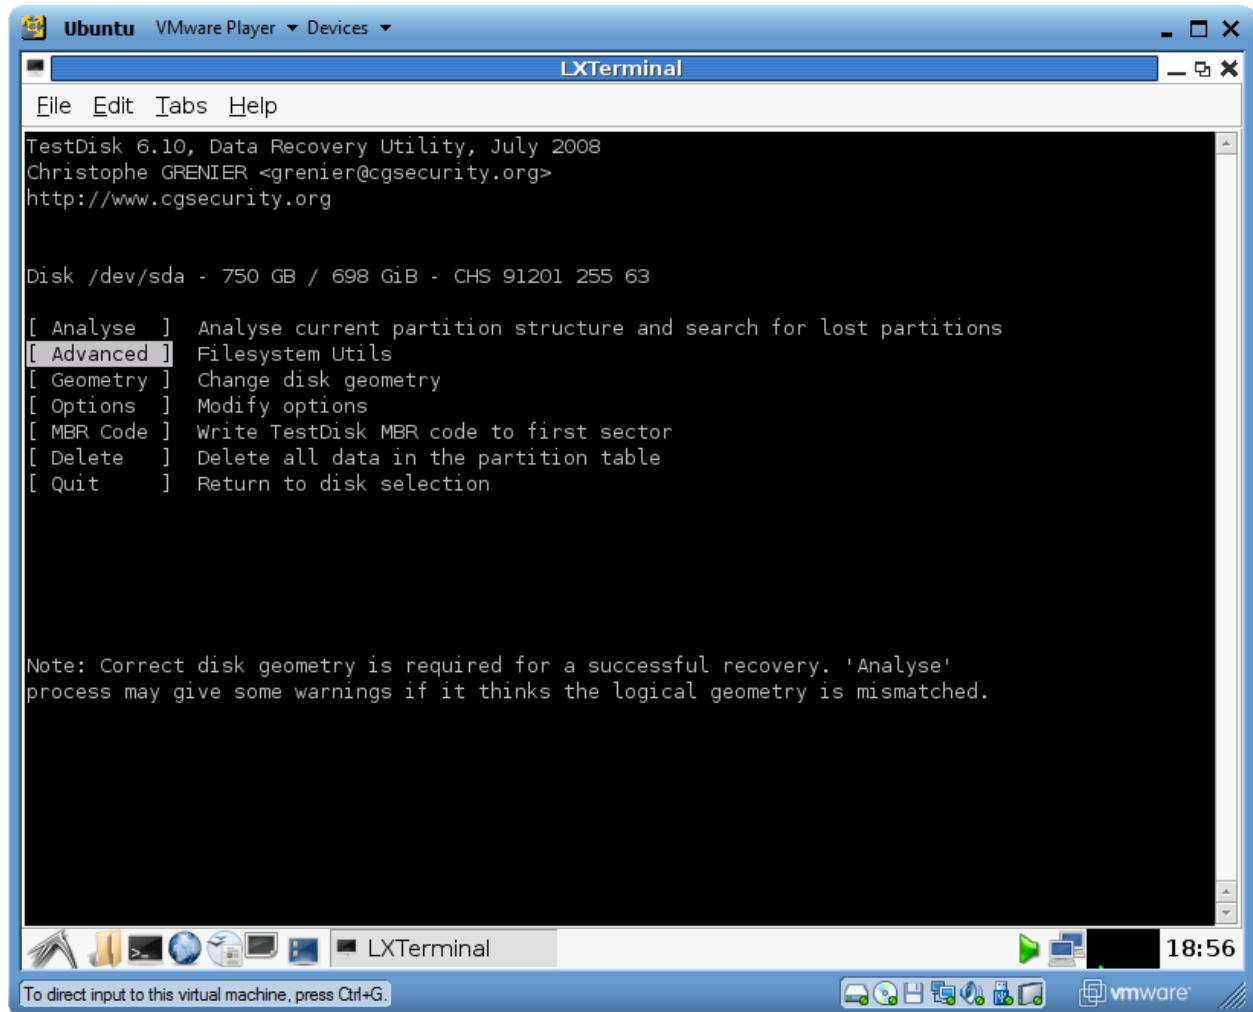 Ubuntu VMware Player Devices
LXTerminal
File Edit Tabs Help
TestDisk 6.10, Data Recovery Utility, July 2008
Christophe GRENIER <grenier@cgsecurity.org>
http://www.cgsecurity.org
Disk /dev/sda - 750 GB / 698 GiB - CHS 91201 255 63
[ Analyse  ]  Analyse current partition structure and search for lost partitions
[ Advanced ]  Filesystem Utils
[ Geometry ]  Change disk geometry
[ Options  ]  Modify options
[ MBR Code ]  Write TestDisk MBR code to first sector
[ Delete   ]  Delete all data in the partition table
[ Quit     ]  Return to disk selection
Note: Correct disk geometry is required for a successful recovery. 'Analyse'
process may give some warnings if it thinks the logical geometry is mismatched.
LXTerminal 18:56
To direct input to this virtual machine, press Ctrl+G. vmware